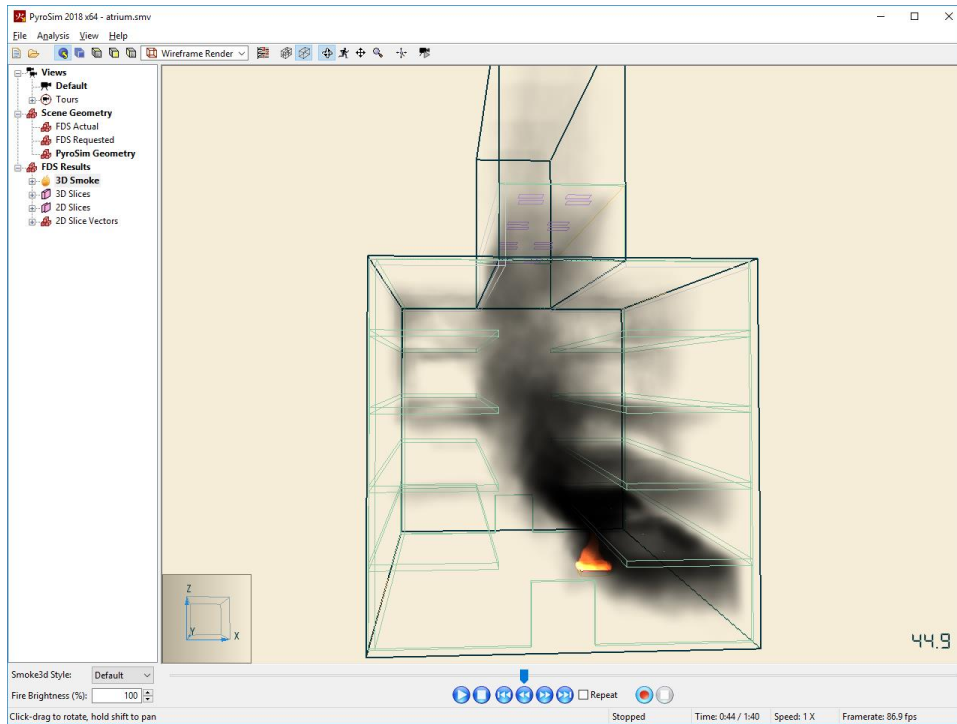 PyroSim 2018 x64 - atrium.smv
File Analysis View Help
Wireframe Render
Views
Default
Tours
Scene Geometry
FDS Actual
FDS Requested
PyroSim Geometry
FDS Results
3D Smoke
3D Slices
2D Slices
2D Slice Vectors
Z
Y
X
44.9
Smoke3d Style: Default
Fire Brightness (%): 100
Repeat
Click-drag to rotate, hold shift to pan Stopped Time: 0:44 / 1:40 Speed: 1 X Framerate: 86.9 fps